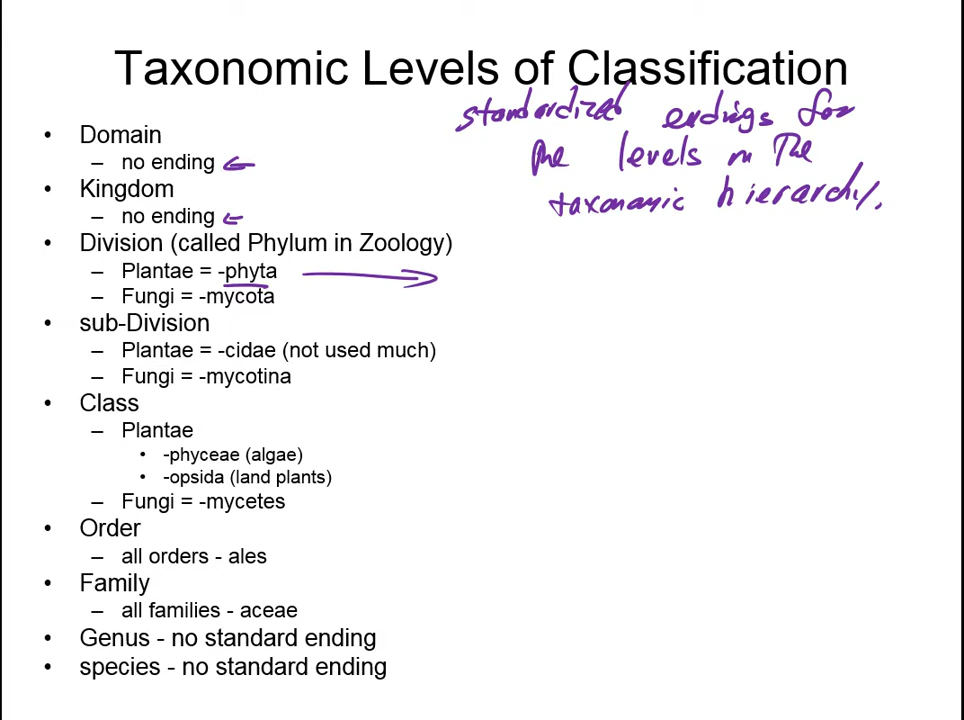 Taxonomic Levels of Classification
standardized endings for
the levels in the
taxonomic hierarchy.
• Domain
– no ending
• Kingdom
– no ending
• Division (called Phylum in Zoology)
– Plantae = -phyta
– Fungi = -mycota
• sub-Division
– Plantae = -cidae (not used much)
– Fungi = -mycotina
• Class
– Plantae
• -phyceae (algae)
• -opsida (land plants)
– Fungi = -mycetes
• Order
– all orders - ales
• Family
– all families - aceae
• Genus - no standard ending
• species - no standard ending